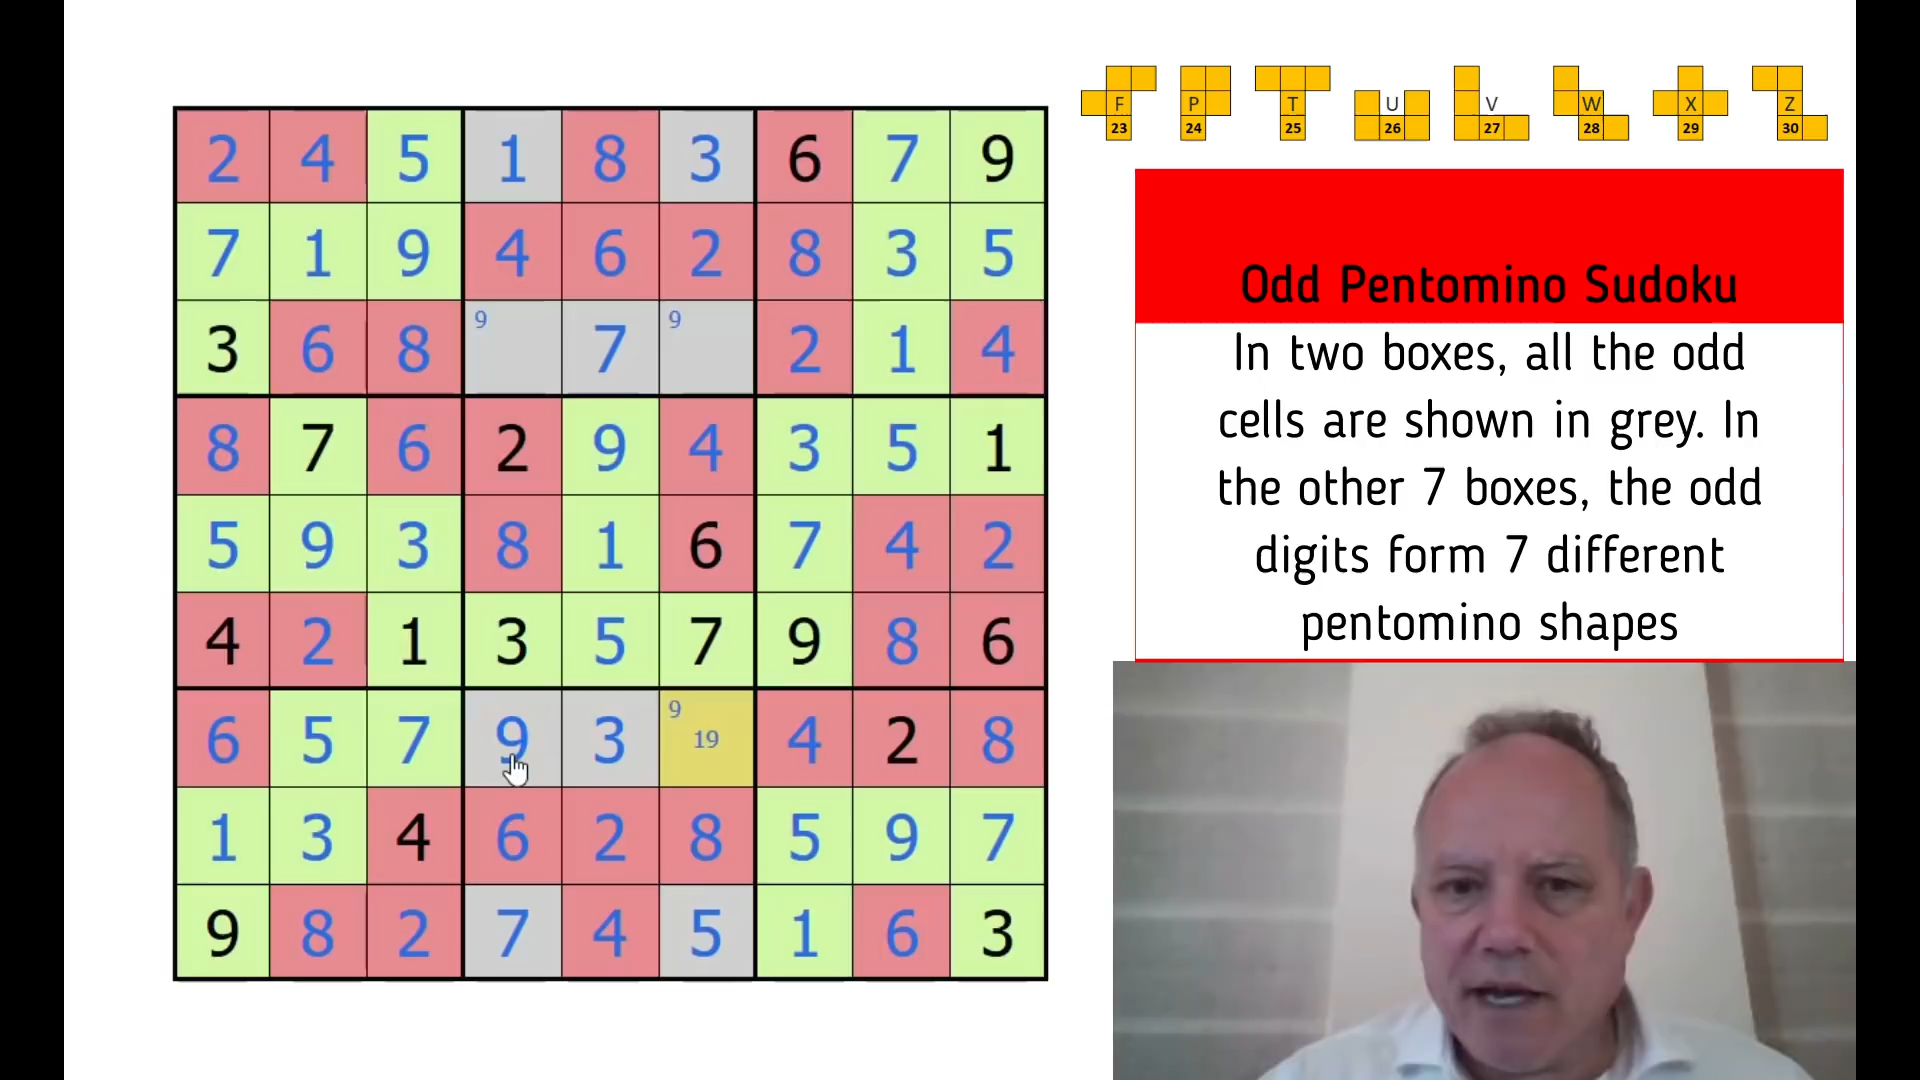 F P T U V W X Z
23 24 25 26 27 28 29 30
Odd Pentomino Sudoku
In two boxes, all the odd
cells are shown in grey. In
the other 7 boxes, the odd
digits form 7 different
pentomino shapes
2 4 5 1 8 3 6 7 9
7 1 9 4 6 2 8 3 5
3 6 8 9 7 9 2 1 4
8 7 6 2 9 4 3 5 1
5 9 3 8 1 6 7 4 2
4 2 1 3 5 7 9 8 6
6 5 7 9 3 9 19 4 2 8
1 3 4 6 2 8 5 9 7
9 8 2 7 4 5 1 6 3